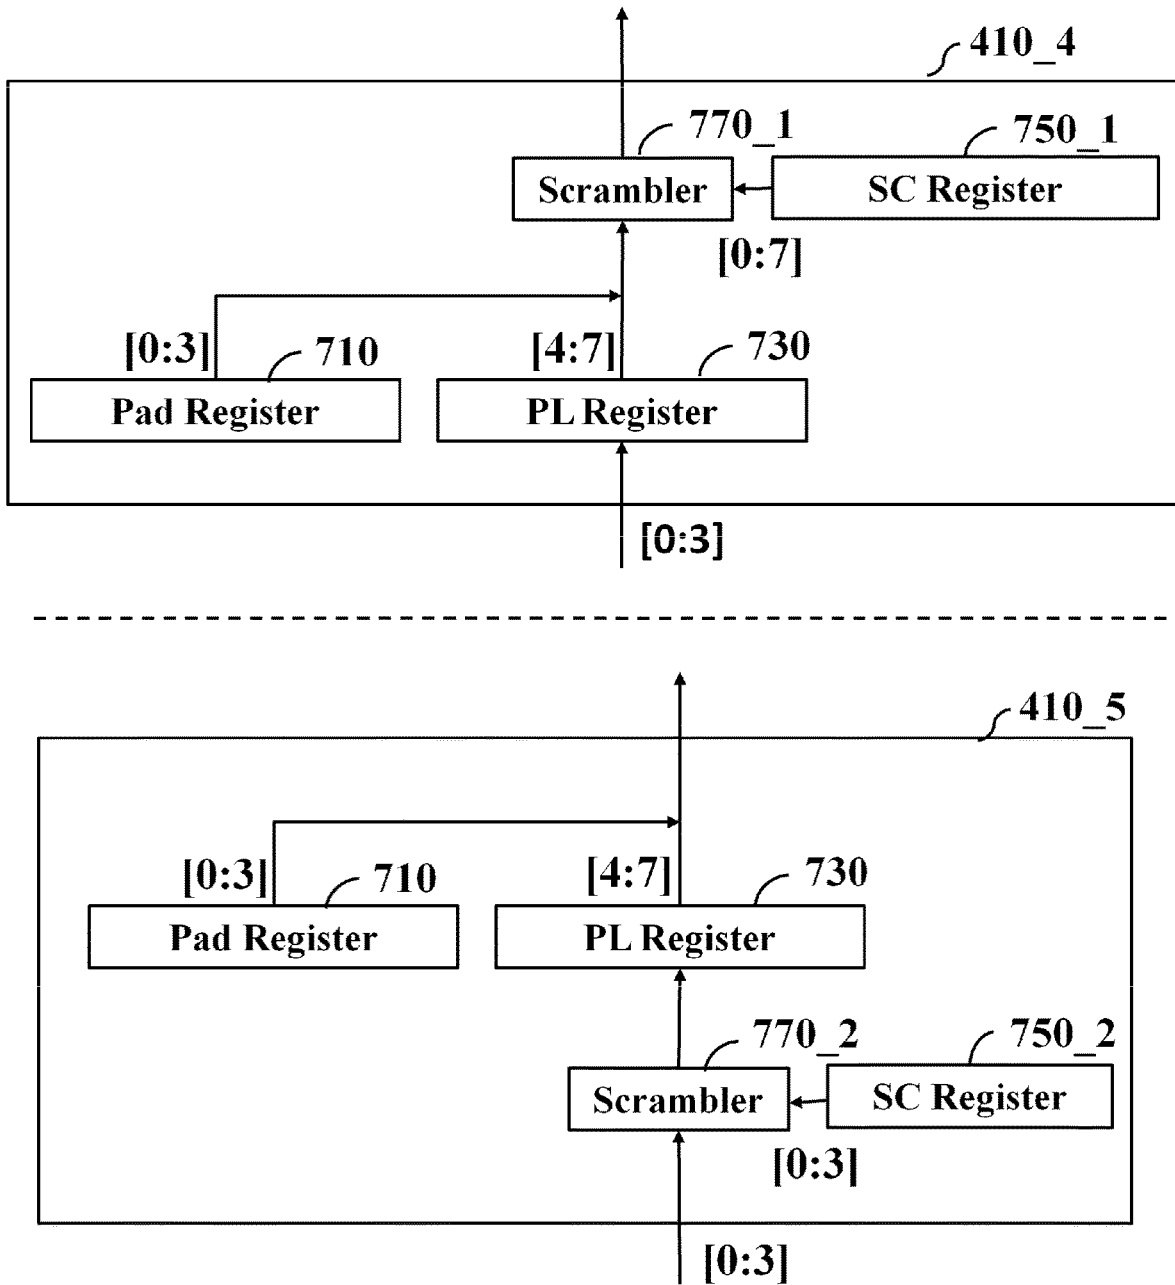 410_4
770_1
750_1
Scrambler
SC Register
[0:7]
[0:3]
710
[4:7]
730
Pad Register
PL Register
[0:3]
410_5
[0:3]
710
[4:7]
730
Pad Register
PL Register
770_2
750_2
Scrambler
SC Register
[0:3]
[0:3]